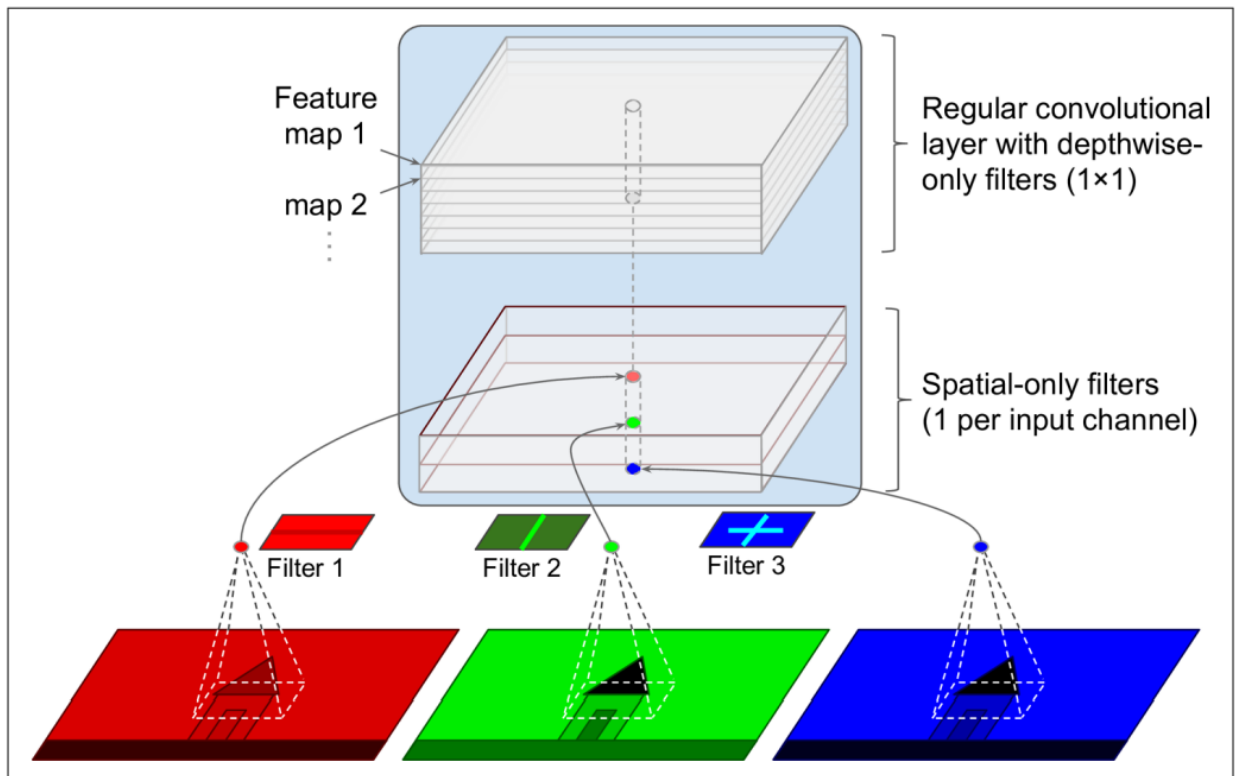 Feature
map 1
map 2
Regular convolutional
layer with depthwise-
only filters (1×1)
Spatial-only filters
(1 per input channel)
Filter 1
Filter 2
Filter 3